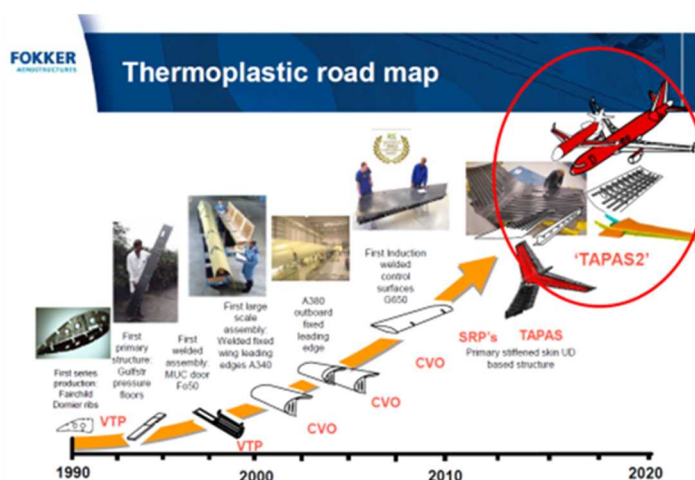 FOKKER
AEROSTRUCTURES
Thermoplastic road map
'TAPAS2'
First Induction
welded
control
surfaces
G650
A380
outboard
fixed
leading
edge
First large
scale
assembly:
Welded fixed
wing leading
edges A340
First
welded
assembly:
MUC door
Fo50
First
primary
structure:
Gulfstr
pressure
floors
First series
production:
Fairchild
Dornier ribs
SRP's
TAPAS
Primary stiffened skin UD
based structure
VTP
VTP
CVO
CVO
CVO
1990
2000
2010
2020